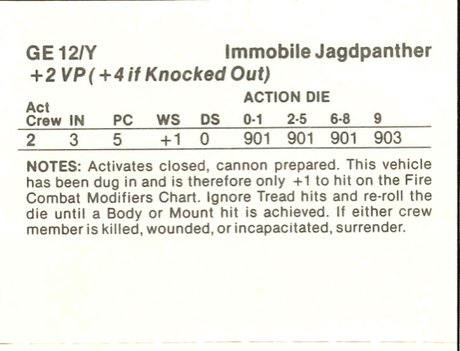 GE 12/Y Immobile Jagdpanther
+2 VP ( +4 if Knocked Out)
ACTION DIE
Act
Crew IN PC WS DS 0-1 2-5 6-8 9
2 3 5 +1 0 901 901 901 903
NOTES: Activates closed, cannon prepared. This vehicle
has been dug in and is therefore only +1 to hit on the Fire
Combat Modifiers Chart. Ignore Tread hits and re-roll the
die until a Body or Mount hit is achieved. If either crew
member is killed, wounded, or incapacitated, surrender.